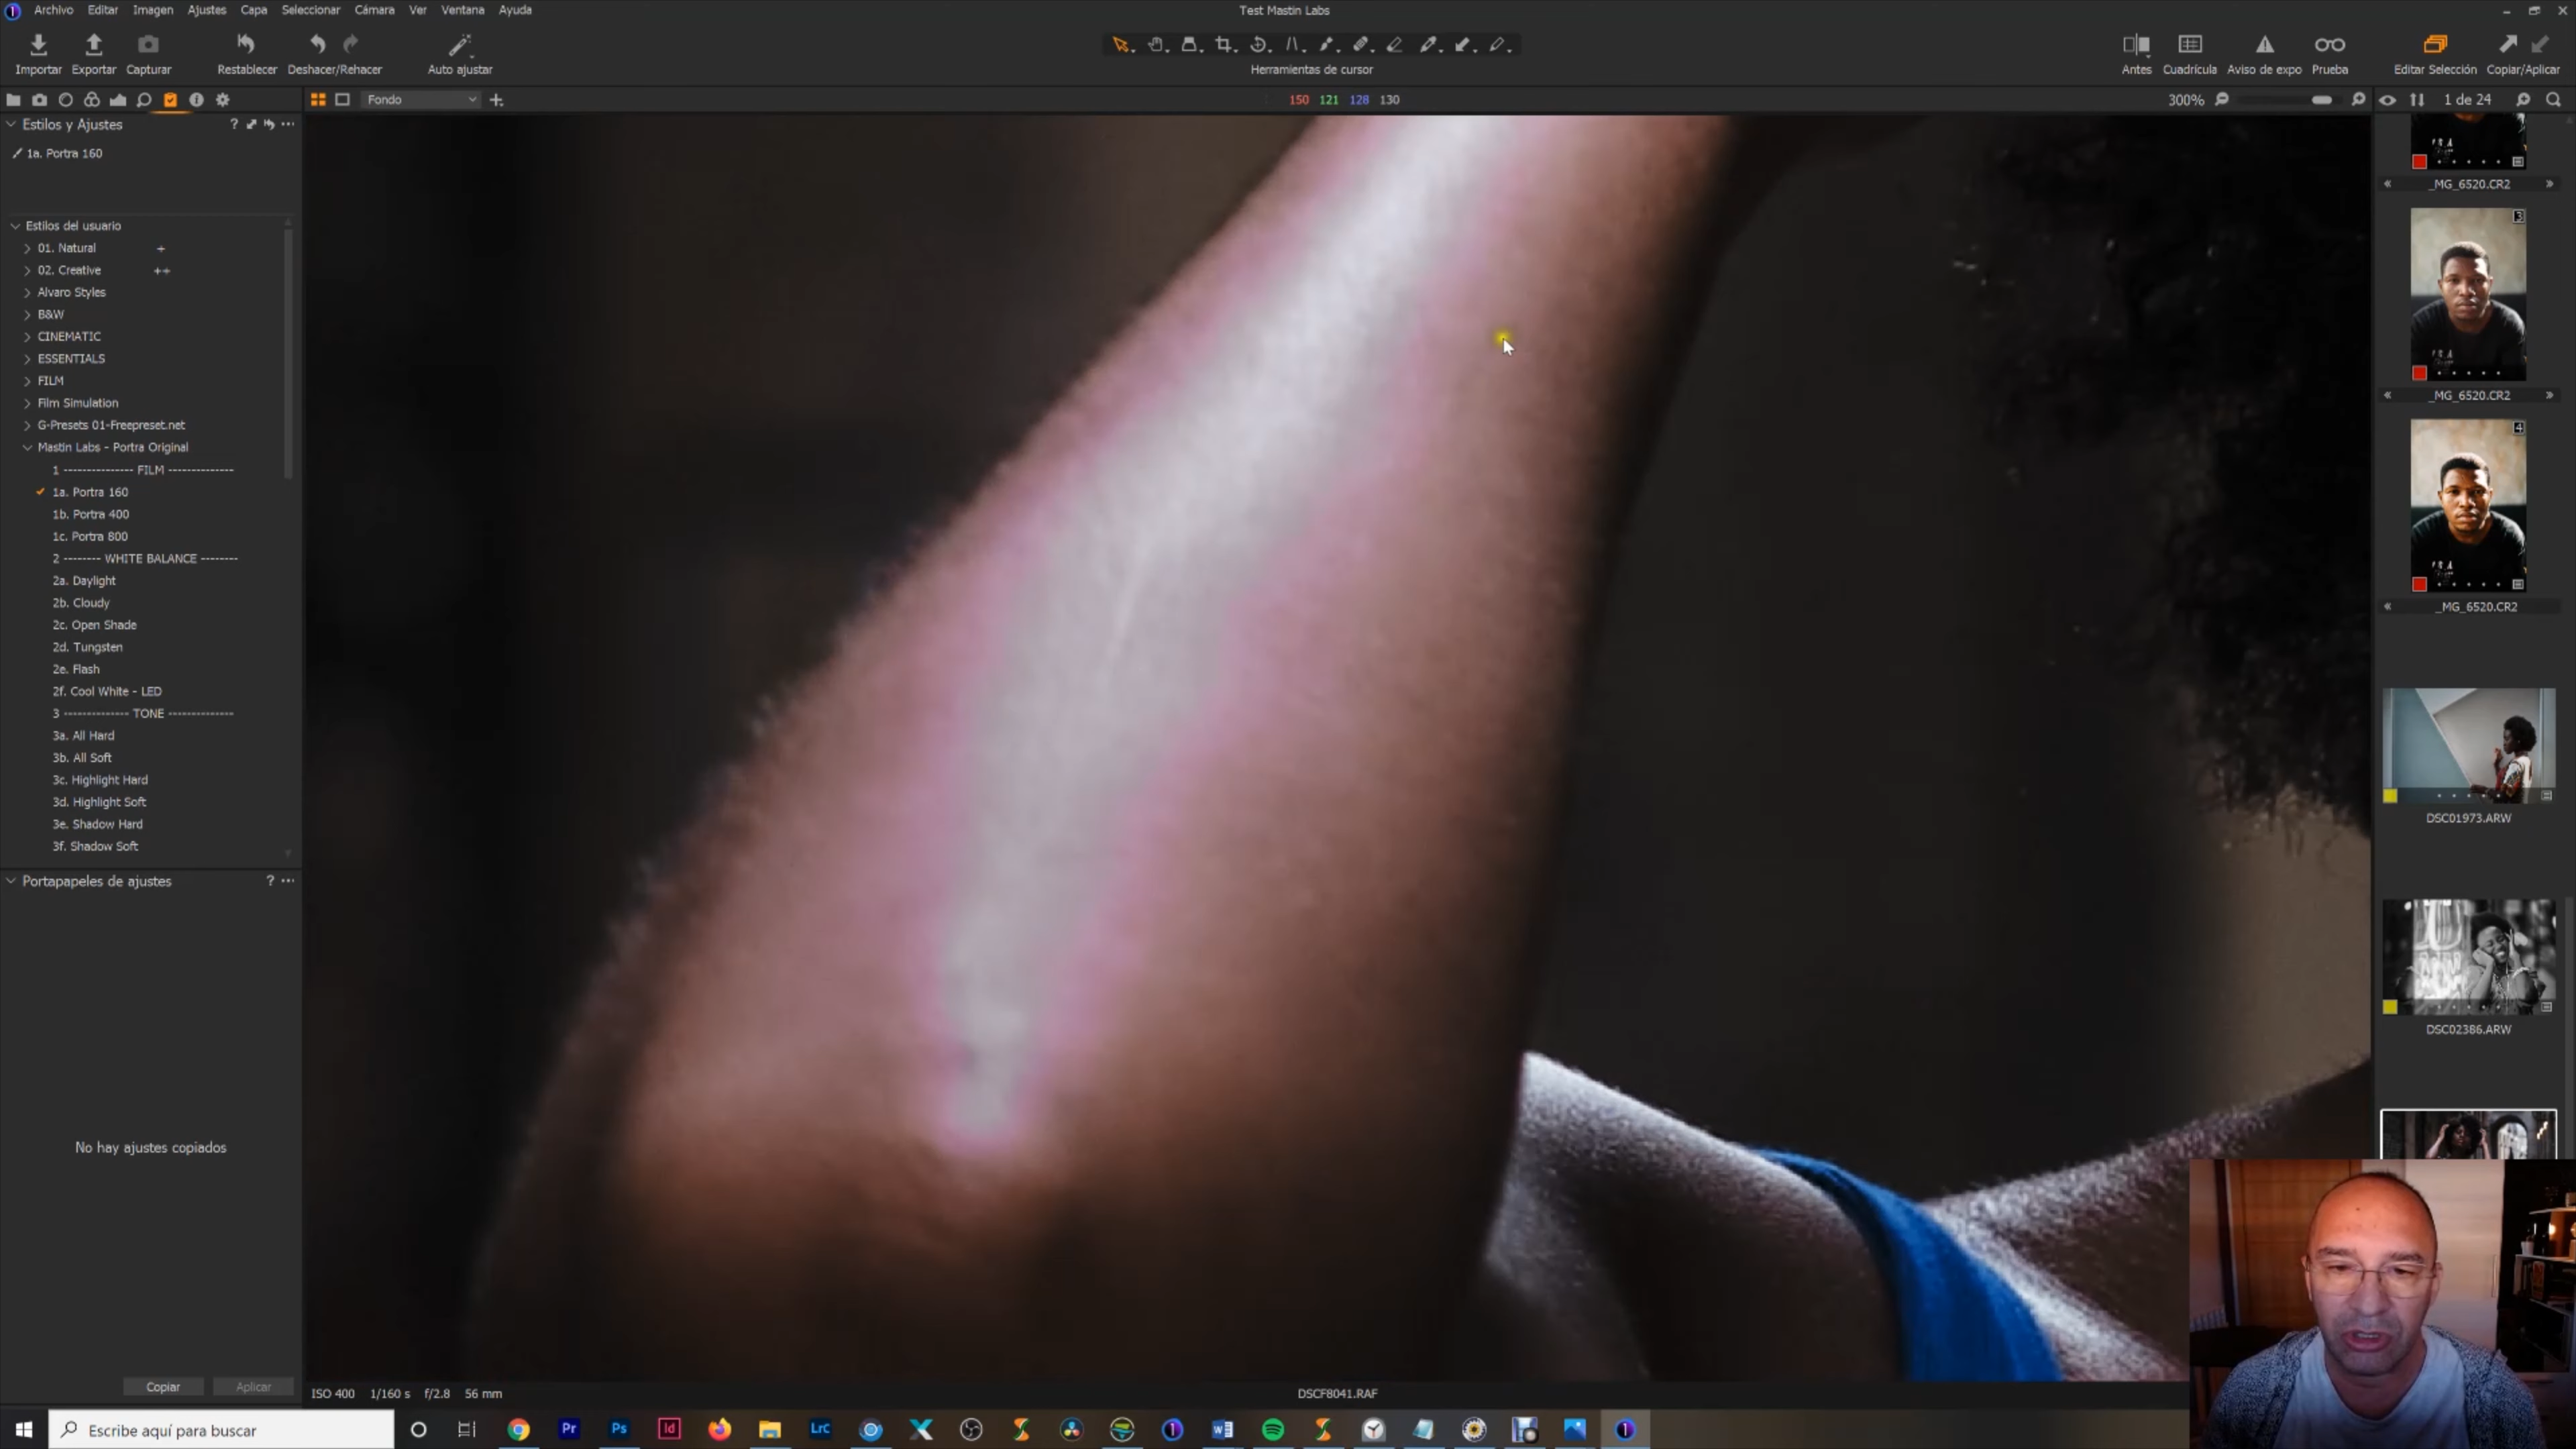 Archivo Editar Imagen Ajustes Capa Seleccionar Cámara Ver Ventana Ayuda
Test Mastin Labs
Importar Exportar Capturar Restablecer Deshacer/Rehacer Auto ajustar
Herramientas de cursor
Antes Cuadrícula Aviso de expo Prueba Editar Selección Copiar/Aplicar
Fondo
150 121 128 130
300%
1 de 24
Estilos y Ajustes
1a. Portra 160
Estilos del usuario
01. Natural +
02. Creative ++
Alvaro Styles
B&W
CINEMATIC
ESSENTIALS
FILM
Film Simulation
G-Presets 01-Freepreset.net
Mastin Labs - Portra Original
1 --------------- FILM --------------
1a. Portra 160
1b. Portra 400
1c. Portra 800
2 -------- WHITE BALANCE --------
2a. Daylight
2b. Cloudy
2c. Open Shade
2d. Tungsten
2e. Flash
2f. Cool White - LED
3 -------------- TONE --------------
3a. All Hard
3b. All Soft
3c. Highlight Hard
3d. Highlight Soft
3e. Shadow Hard
3f. Shadow Soft
Portapapeles de ajustes
No hay ajustes copiados
Copiar Aplicar
ISO 400 1/160 s f/2.8 56 mm
DSCF8041.RAF
_MG_6520.CR2
3
_MG_6520.CR2
4
_MG_6520.CR2
DSC01973.ARW
DSC02386.ARW
Escribe aquí para buscar
Pr
Ps
Id
LrC